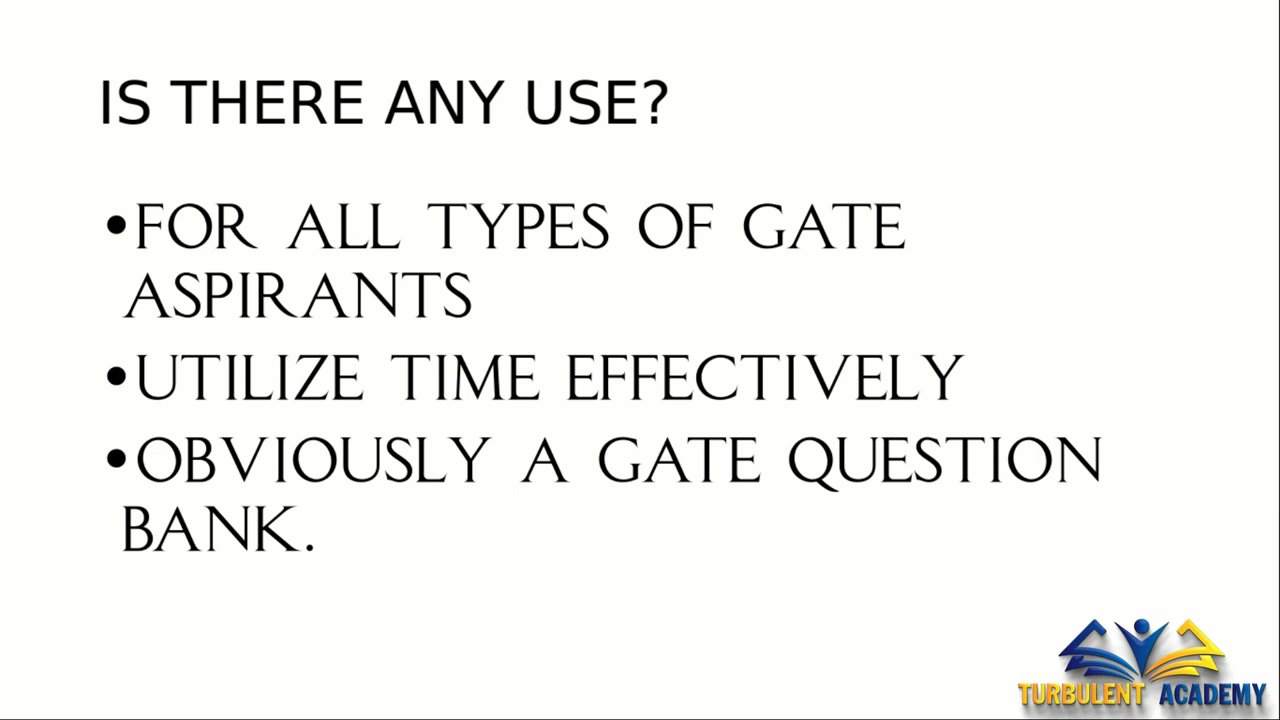 IS THERE ANY USE?
•FOR ALL TYPES OF GATE
ASPIRANTS
•UTILIZE TIME EFFECTIVELY
•OBVIOUSLY A GATE QUESTION
BANK.
TURBULENT ACADEMY